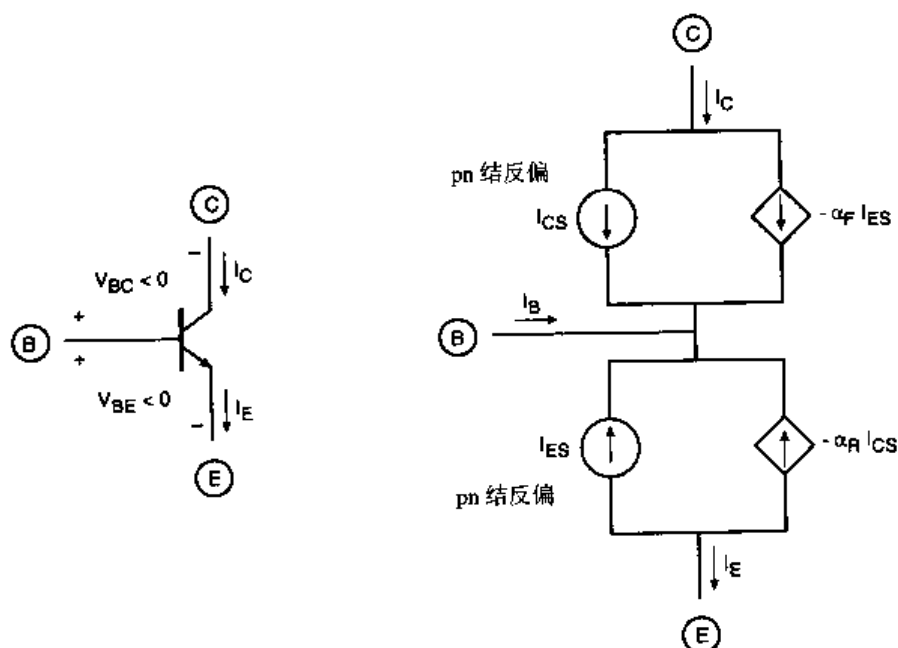 C
I_C
V_BC < 0
B
+
+
V_BE < 0
I_E
E
C
I_C
pn 结反偏
I_CS
- α_F I_ES
I_B
B
I_ES
- α_R I_CS
pn 结反偏
I_E
E